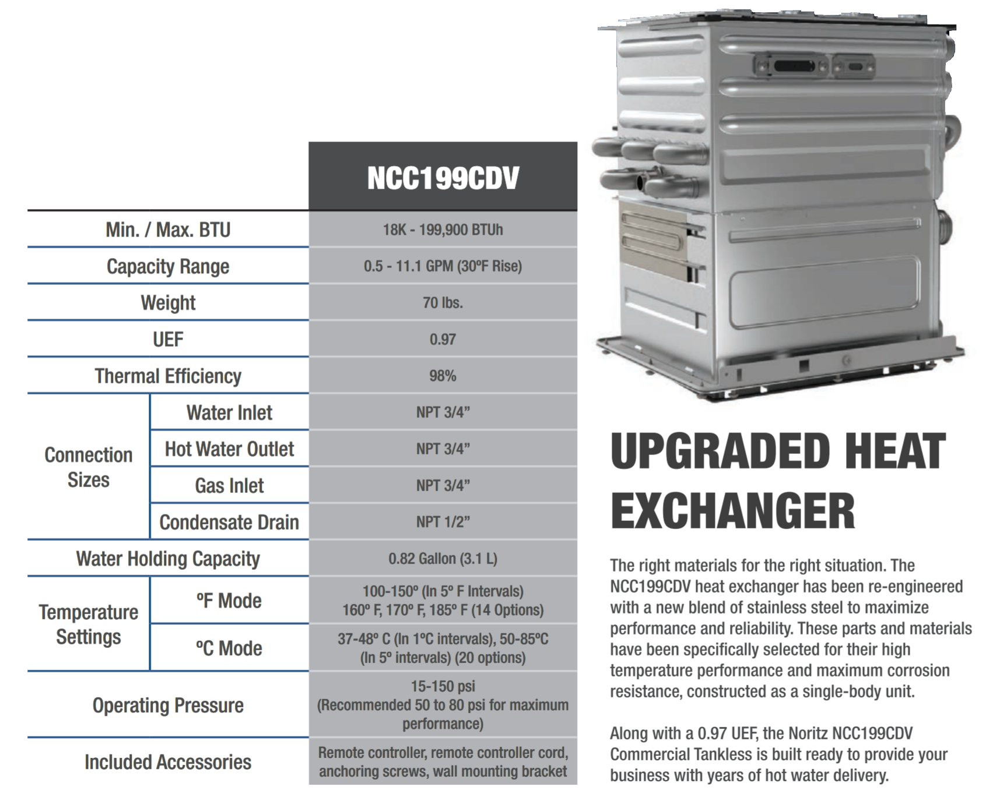 NCC199CDV
Min. / Max. BTU
18K - 199,900 BTUh
Capacity Range
0.5 - 11.1 GPM (30ºF Rise)
Weight
70 lbs.
UEF
0.97
Thermal Efficiency
98%
Connection
Sizes
Water Inlet
NPT 3/4”
Hot Water Outlet
NPT 3/4”
Gas Inlet
NPT 3/4”
Condensate Drain
NPT 1/2”
Water Holding Capacity
0.82 Gallon (3.1 L)
Temperature
Settings
ºF Mode
100-150º (In 5º F Intervals)
160º F, 170º F, 185º F (14 Options)
ºC Mode
37-48º C (In 1ºC intervals), 50-85ºC
(In 5º intervals) (20 options)
Operating Pressure
15-150 psi
(Recommended 50 to 80 psi for maximum
performance)
Included Accessories
Remote controller, remote controller cord,
anchoring screws, wall mounting bracket
UPGRADED HEAT
EXCHANGER
The right materials for the right situation. The
NCC199CDV heat exchanger has been re-engineered
with a new blend of stainless steel to maximize
performance and reliability. These parts and materials
have been specifically selected for their high
temperature performance and maximum corrosion
resistance, constructed as a single-body unit.
Along with a 0.97 UEF, the Noritz NCC199CDV
Commercial Tankless is built ready to provide your
business with years of hot water delivery.